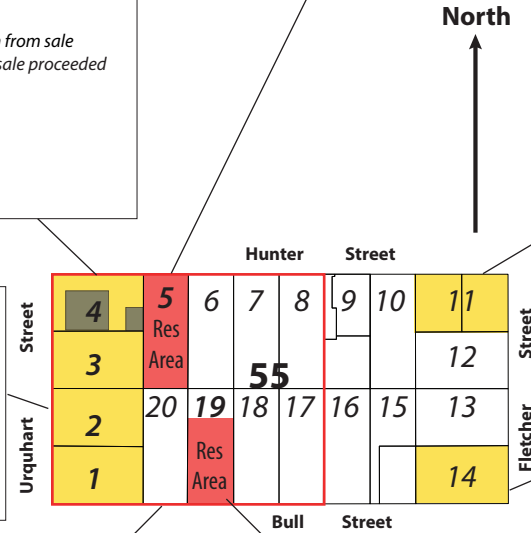 North
from sale
sale proceeded
Hunter Street
Street
Urquhart
4
5
Res
Area
6
7
8
9
10
11
12
3
55
2
20
19
Res
Area
18
17
16
15
13
1
14
Street
Fletcher
Bull Street